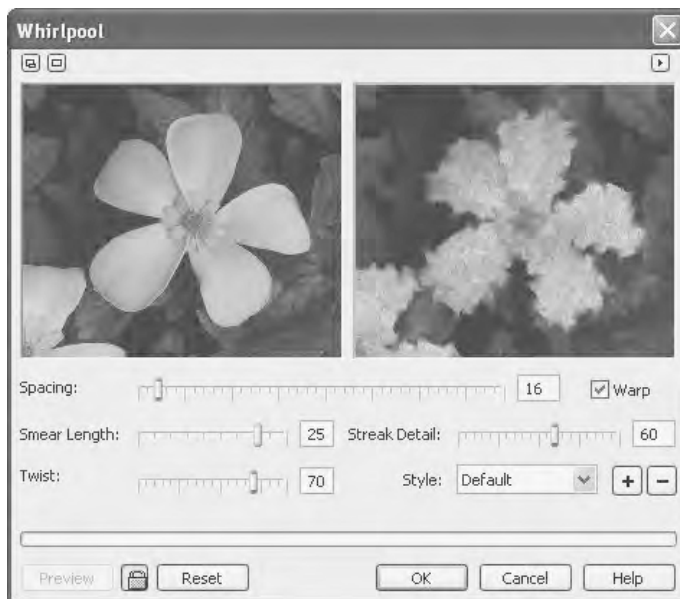 Whirlpool
Spacing: 16 Warp
Smear Length: 25 Streak Detail: 60
Twist: 70 Style: Default + −
Preview Reset OK Cancel Help